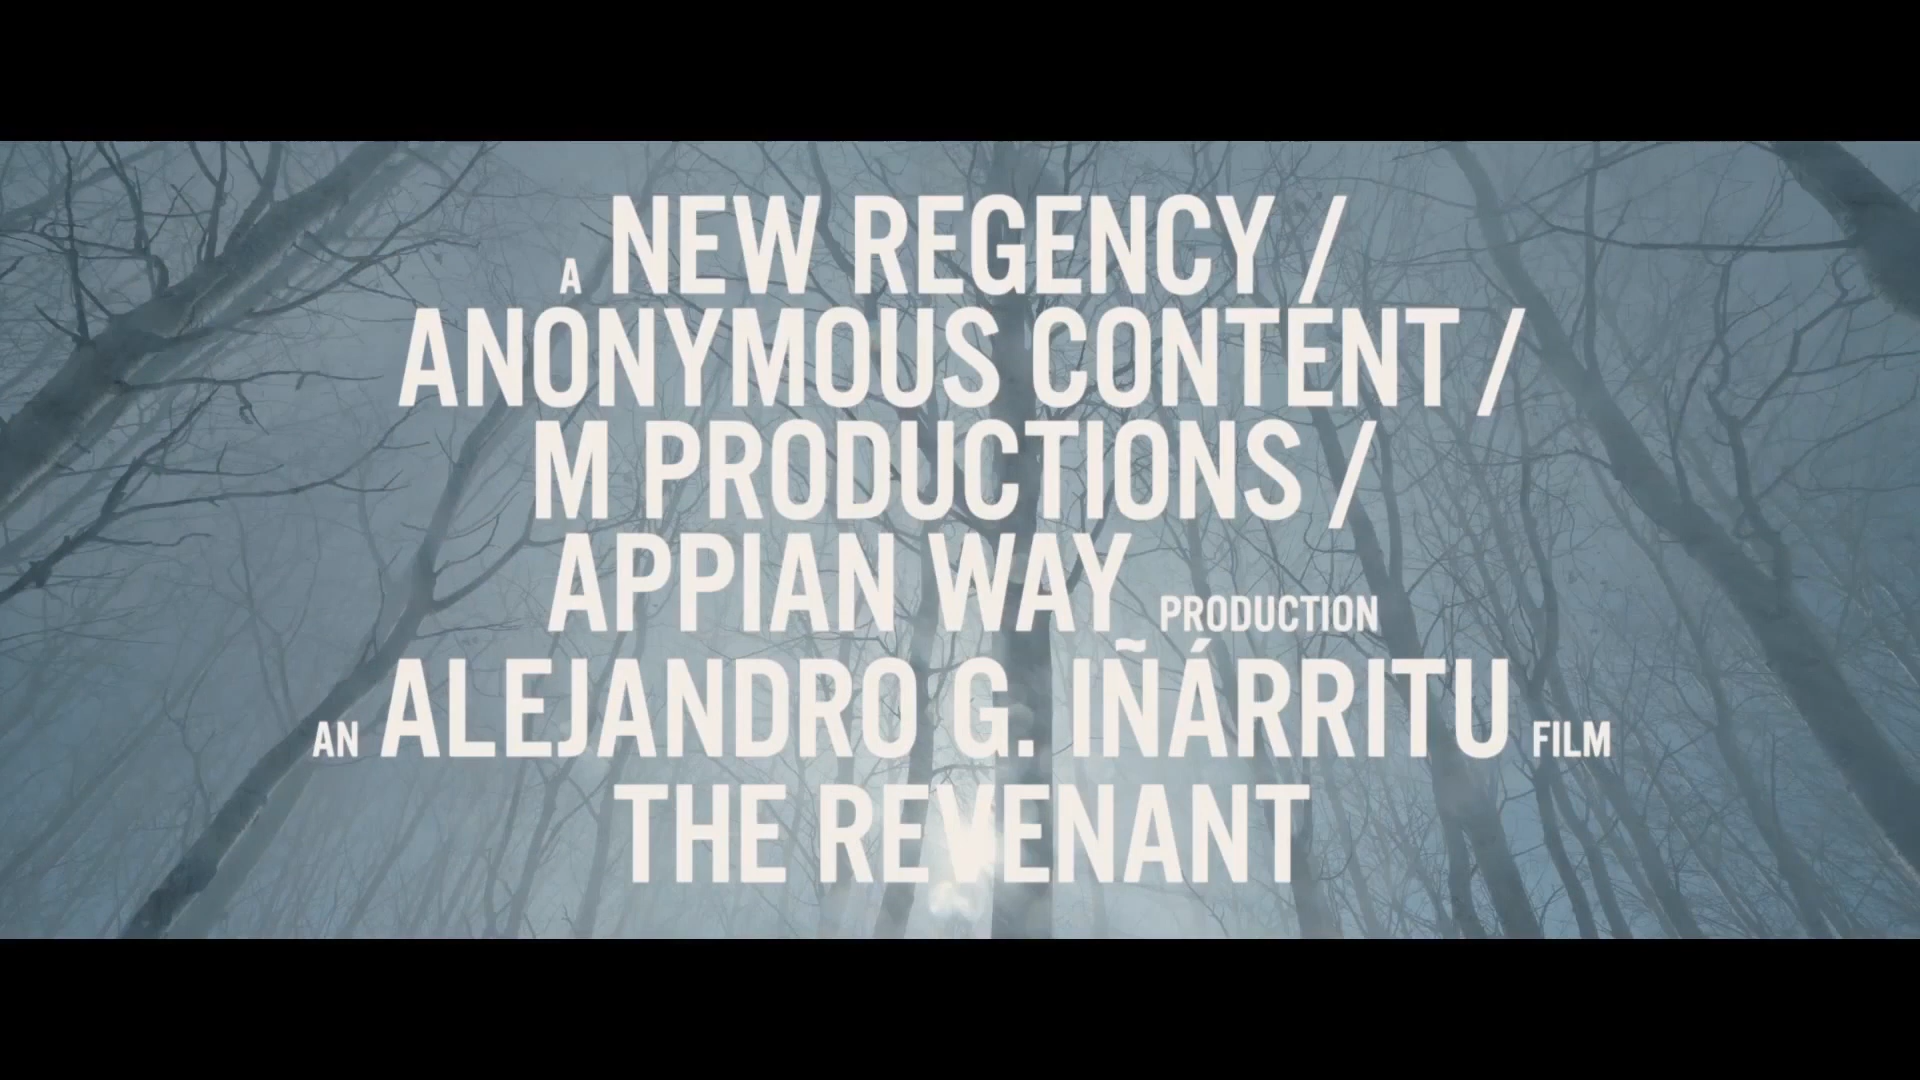 A NEW REGENCY /
ANONYMOUS CONTENT /
M PRODUCTIONS /
APPIAN WAY PRODUCTION
AN ALEJANDRO G. IÑÁRRITU FILM
THE REVENANT